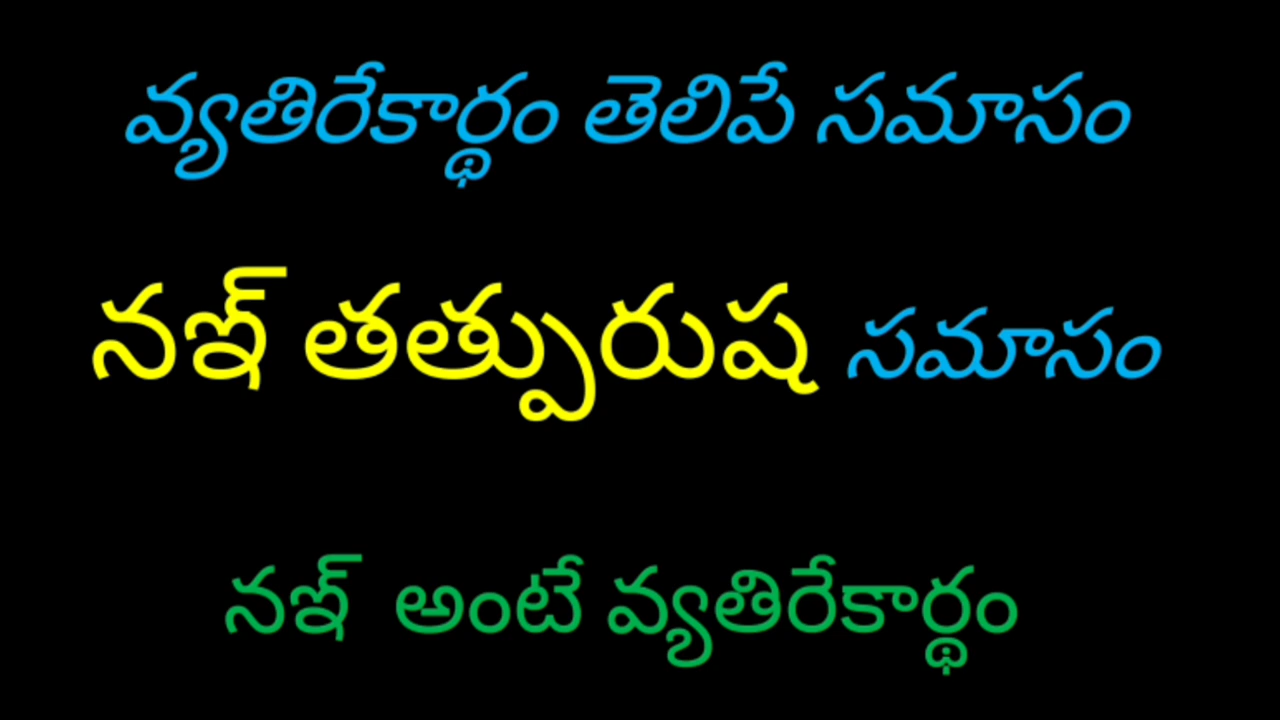 వ్యతిరేకార్థం తెలిపే సమాసం
నఞ్ తత్పురుష సమాసం
నఞ్ అంటే వ్యతిరేకార్థం